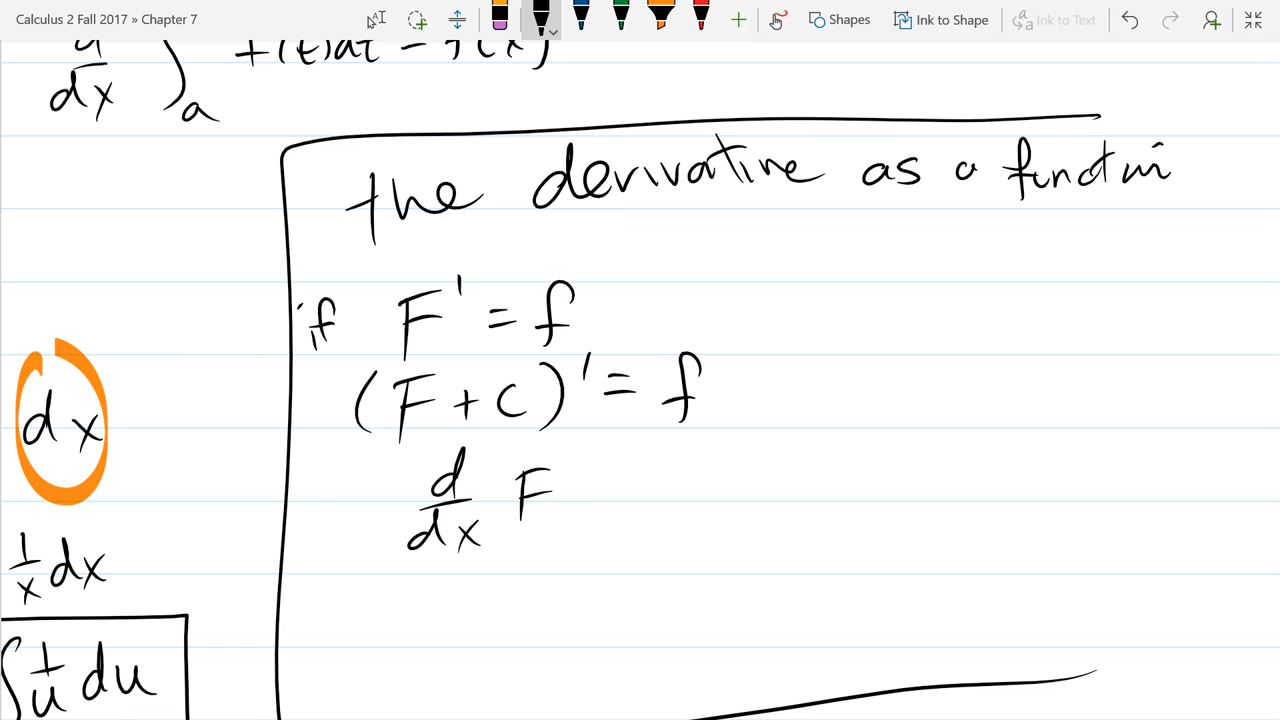 Calculus 2 Fall 2017 » Chapter 7
Shapes
Ink to Shape
Ink to Text
d/dx ∫a f(t)dt = f(x)
the derivative as a function
if F' = f
(F + C)' = f
d/dx F
dx
1/x dx
∫ 1/u du